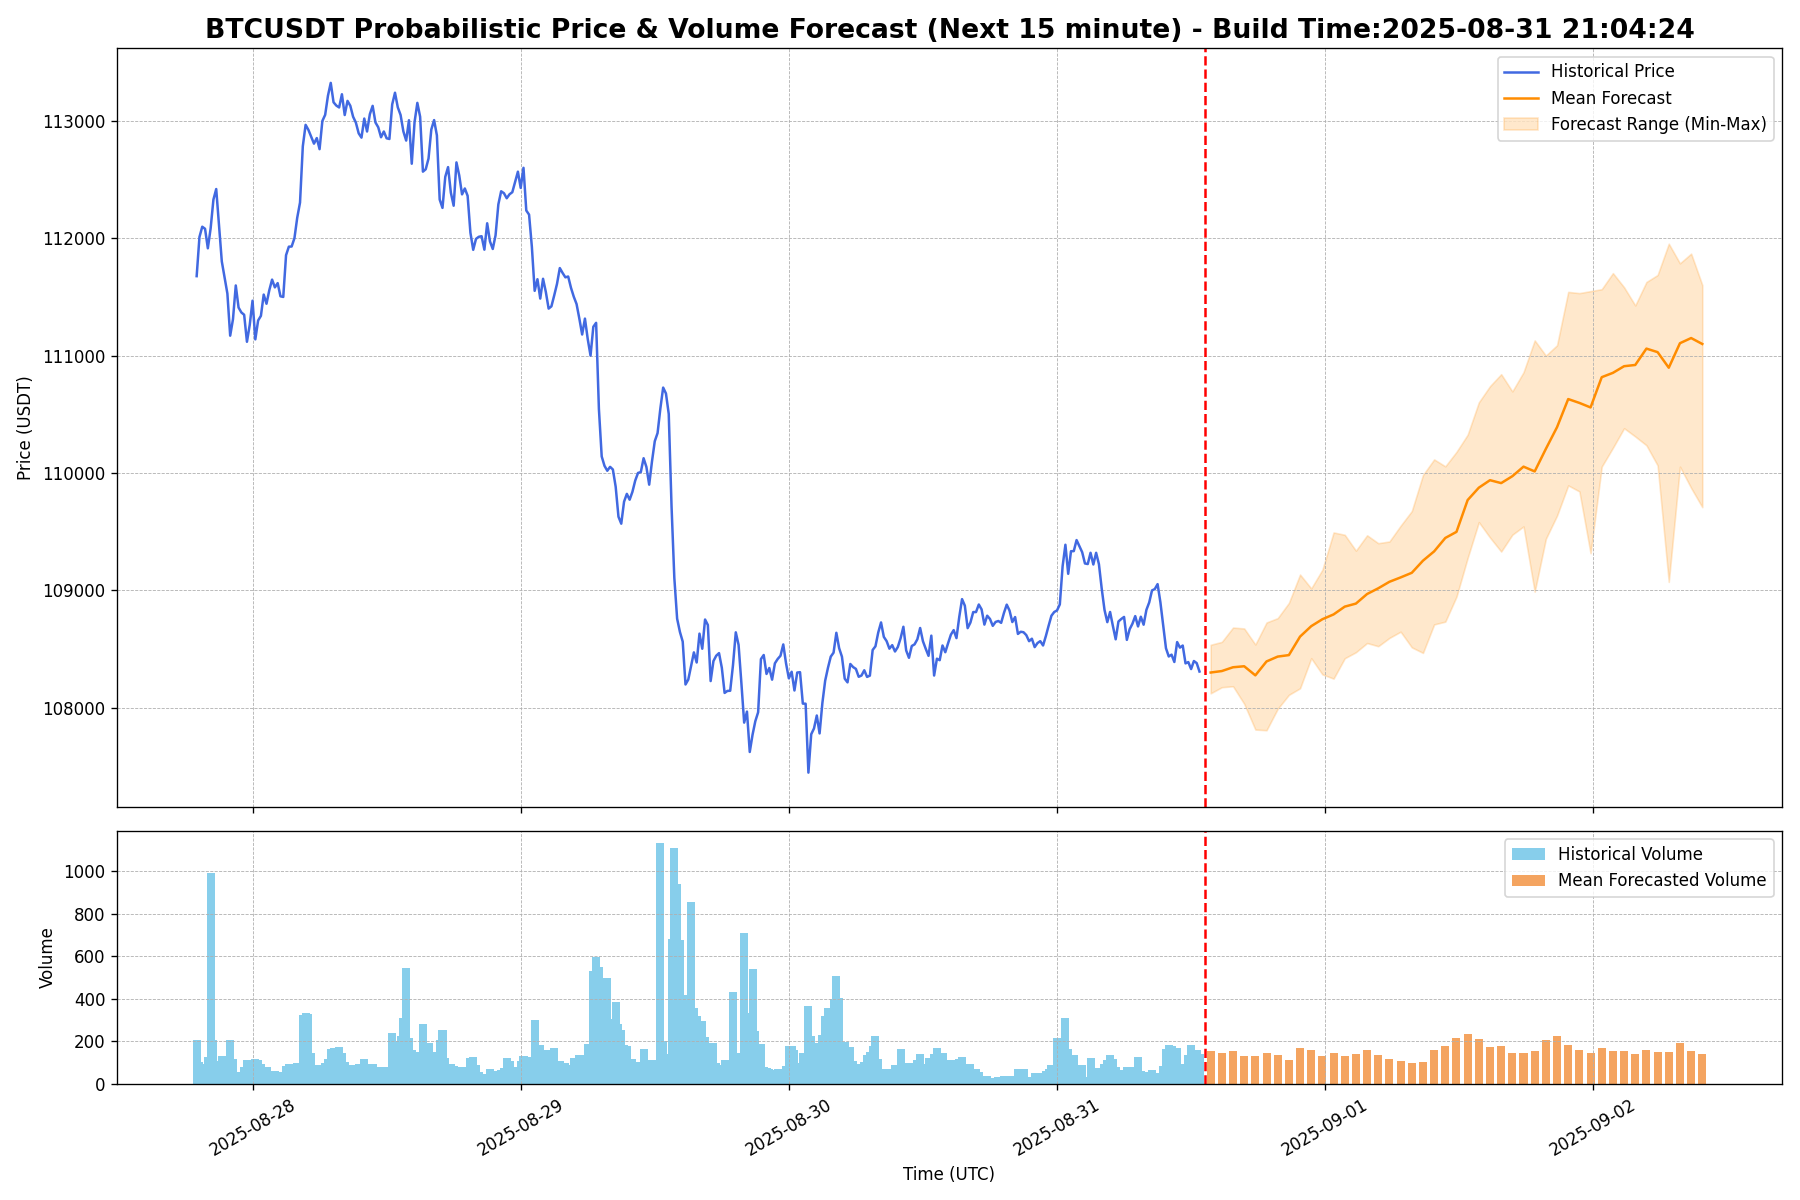 BTCUSDT Probabilistic Price & Volume Forecast (Next 15 minute) - Build Time:2025-08-31 21:04:24
Historical Price
Mean Forecast
Forecast Range (Min-Max)
113000
112000
111000
110000
109000
108000
Price (USDT)
Historical Volume
Mean Forecasted Volume
1000
800
600
400
200
0
Volume
2025-08-28
2025-08-29
2025-08-30
2025-08-31
2025-09-01
2025-09-02
Time (UTC)